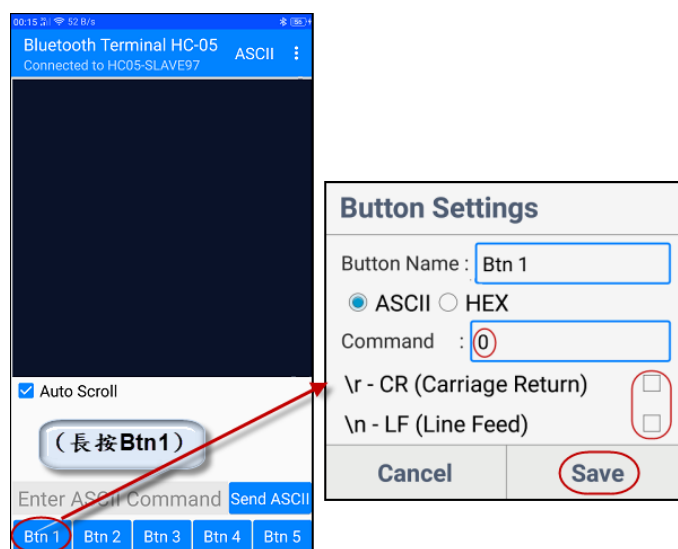 00:15 52 B/s
Bluetooth Terminal HC-05
Connected to HC05-SLAVE97
ASCII
Auto Scroll
(長按Btn1)
Enter ASCII Command
Send ASCII
Btn 1 Btn 2 Btn 3 Btn 4 Btn 5
Button Settings
Button Name : Btn 1
ASCII HEX
Command : 0
\r - CR (Carriage Return)
\n - LF (Line Feed)
Cancel Save